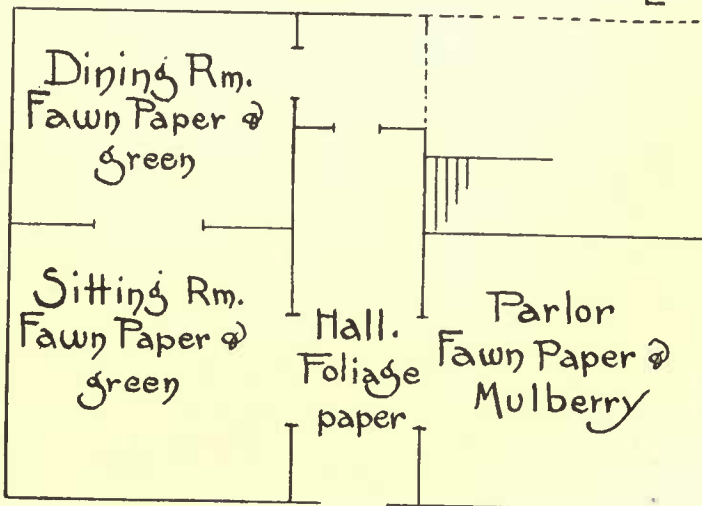 Dining Rm.
Fawn Paper &
green
Sitting Rm.
Fawn Paper &
green
Hall.
Foliage
paper
Parlor
Fawn Paper &
Mulberry